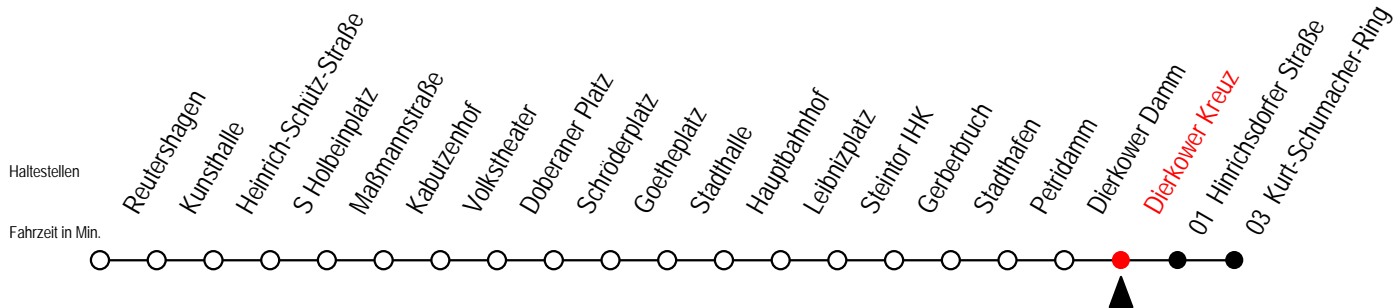 Haltestellen
Fahrzeit in Min.
Reutershagen
Kunsthalle
Heinrich-Schütz-Straße
S Holbeinplatz
Maßmannstraße
Kabutzenhof
Volkstheater
Doberaner Platz
Schröderplatz
Goetheplatz
Stadthalle
Hauptbahnhof
Leibnizplatz
Steintor IHK
Gerberbruch
Stadthafen
Petridamm
Dierkower Damm
Dierkower Kreuz
01 Hinrichsdorfer Straße
03 Kurt-Schumacher-Ring